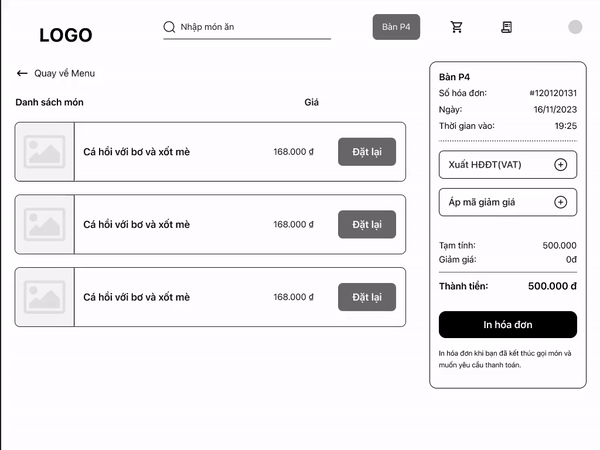 LOGO
Nhập món ăn
Bàn P4
Quay về Menu
Danh sách món Giá
Cá hồi với bơ và xốt mè 168.000 ₫ Đặt lại
Cá hồi với bơ và xốt mè 168.000 ₫ Đặt lại
Cá hồi với bơ và xốt mè 168.000 ₫ Đặt lại
Bàn P4
Số hóa đơn: #120120131
Ngày: 16/11/2023
Thời gian vào: 19:25
Xuất HĐĐT(VAT)
Áp mã giảm giá
Tạm tính: 500.000
Giảm giá: 0đ
Thành tiền: 500.000 đ
In hóa đơn
In hóa đơn khi bạn đã kết thúc gọi món và
muốn yêu cầu thanh toán.